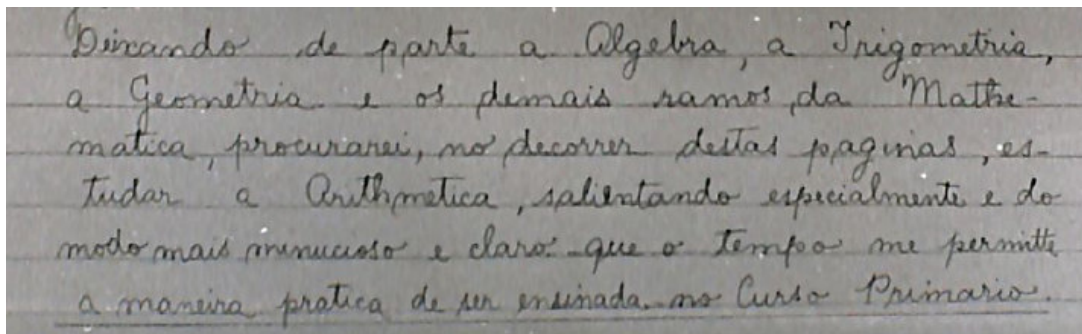 Deixando de parte a Algebra, a Trigometria,
a Geometria e os demais ramos da Mathe-
matica, procurarei, no decorrer destas paginas, es-
tudar a Arithmetica, salientando especialmente e do
modo mais minucioso e claro que o tempo me permitte
a maneira pratica de ser ensinada no Curso Primario.